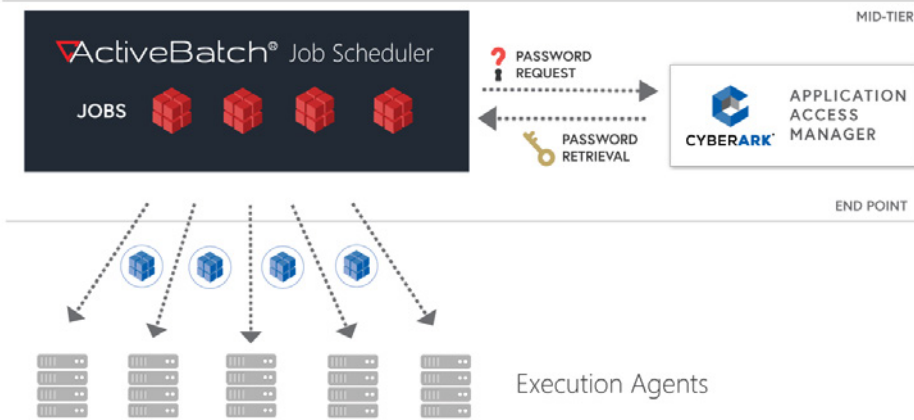 MID-TIER
ActiveBatch® Job Scheduler
JOBS
PASSWORD
REQUEST
PASSWORD
RETRIEVAL
CYBERARK®
APPLICATION
ACCESS
MANAGER
END POINT
Execution Agents